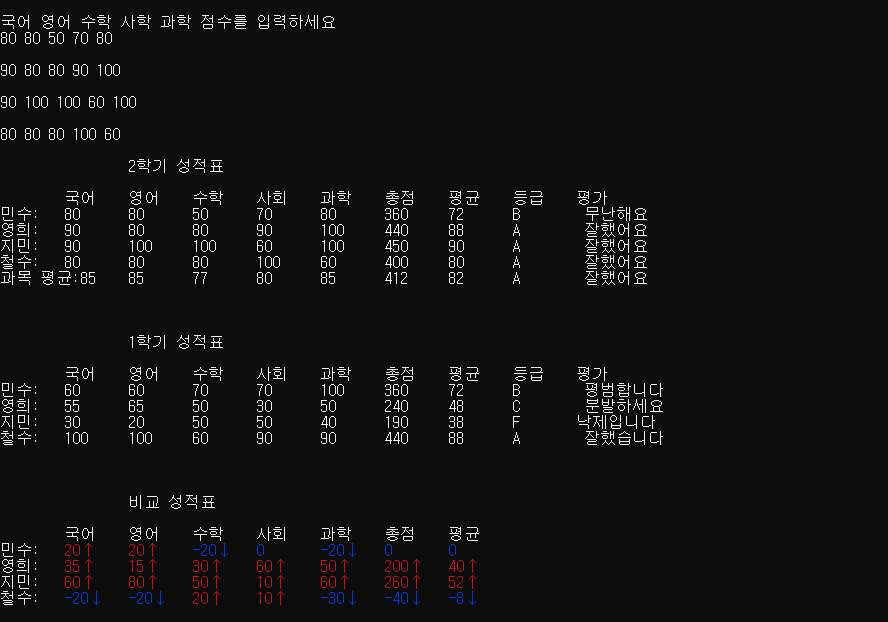 국어 영어 수학 사학 과학 점수를 입력하세요
80 80 50 70 80
90 80 80 90 100
90 100 100 60 100
80 80 80 100 60
2학기 성적표
국어 영어 수학 사회 과학 총점 평균 등급 평가
민수: 80 80 50 70 80 360 72 B 무난해요
영희: 90 80 80 90 100 440 88 A 잘했어요
지민: 90 100 100 60 100 450 90 A 잘했어요
철수: 80 80 80 100 60 400 80 A 잘했어요
과목 평균:85 85 77 80 85 412 82 A 잘했어요
1학기 성적표
국어 영어 수학 사회 과학 총점 평균 등급 평가
민수: 60 60 70 70 100 360 72 B 평범합니다
영희: 55 65 50 30 50 240 48 C 분발하세요
지민: 30 20 50 50 40 190 38 F 낙제입니다
철수: 100 100 60 90 90 440 88 A 잘했습니다
비교 성적표
국어 영어 수학 사회 과학 총점 평균
민수: 20↑ 20↑ -20↓ 0 -20↓ 0 0
영희: 35↑ 15↑ 30↑ 60↑ 50↑ 200↑ 40↑
지민: 60↑ 80↑ 50↑ 10↑ 60↑ 260↑ 52↑
철수: -20↓ -20↓ 20↑ 10↑ -30↓ -40↓ -8↓